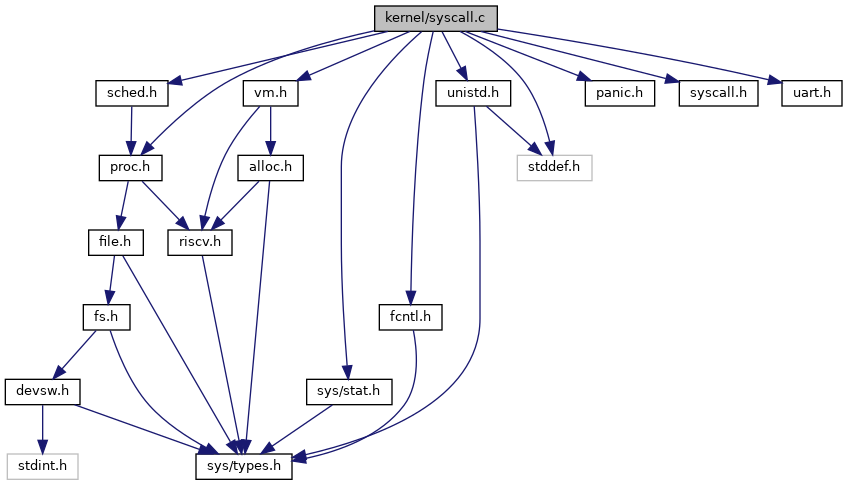 kernel/syscall.c
sched.h
vm.h
unistd.h
panic.h
syscall.h
uart.h
proc.h
alloc.h
stddef.h
file.h
riscv.h
fs.h
fcntl.h
devsw.h
sys/stat.h
stdint.h
sys/types.h